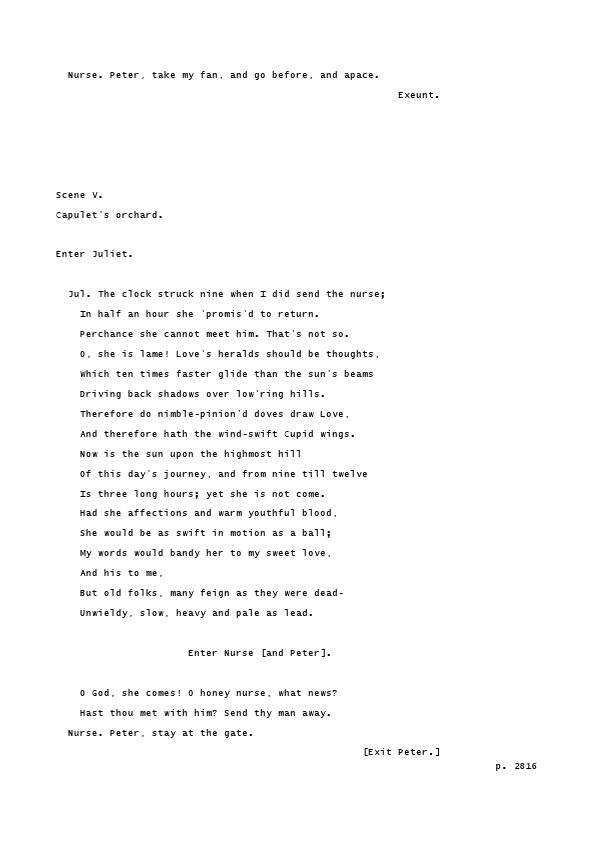 Nurse. Peter, take my fan, and go before, and apace.
Exeunt.
Scene V.
Capulet's orchard.
Enter Juliet.
Jul. The clock struck nine when I did send the nurse;
In half an hour she 'promis'd to return.
Perchance she cannot meet him. That's not so.
O, she is lame! Love's heralds should be thoughts,
Which ten times faster glide than the sun's beams
Driving back shadows over low'ring hills.
Therefore do nimble-pinion'd doves draw Love,
And therefore hath the wind-swift Cupid wings.
Now is the sun upon the highmost hill
Of this day's journey, and from nine till twelve
Is three long hours; yet she is not come.
Had she affections and warm youthful blood,
She would be as swift in motion as a ball;
My words would bandy her to my sweet love,
And his to me,
But old folks, many feign as they were dead-
Unwieldy, slow, heavy and pale as lead.
Enter Nurse [and Peter].
O God, she comes! O honey nurse, what news?
Hast thou met with him? Send thy man away.
Nurse. Peter, stay at the gate.
[Exit Peter.]
p. 2816